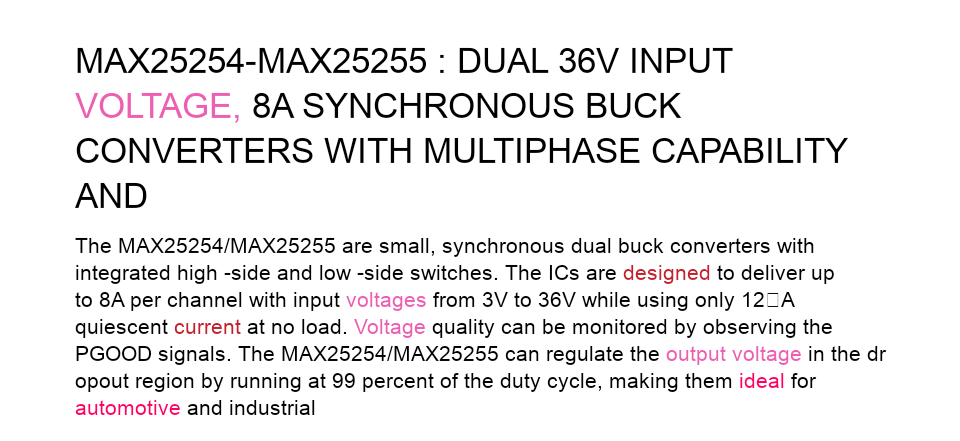 MAX25254-MAX25255 : DUAL 36V INPUT
VOLTAGE, 8A SYNCHRONOUS BUCK
CONVERTERS WITH MULTIPHASE CAPABILITY
AND
The MAX25254/MAX25255 are small, synchronous dual buck converters with
integrated high -side and low -side switches. The ICs are designed to deliver up
to 8A per channel with input voltages from 3V to 36V while using only 12□A
quiescent current at no load. Voltage quality can be monitored by observing the
PGOOD signals. The MAX25254/MAX25255 can regulate the output voltage in the dr
opout region by running at 99 percent of the duty cycle, making them ideal for
automotive and industrial